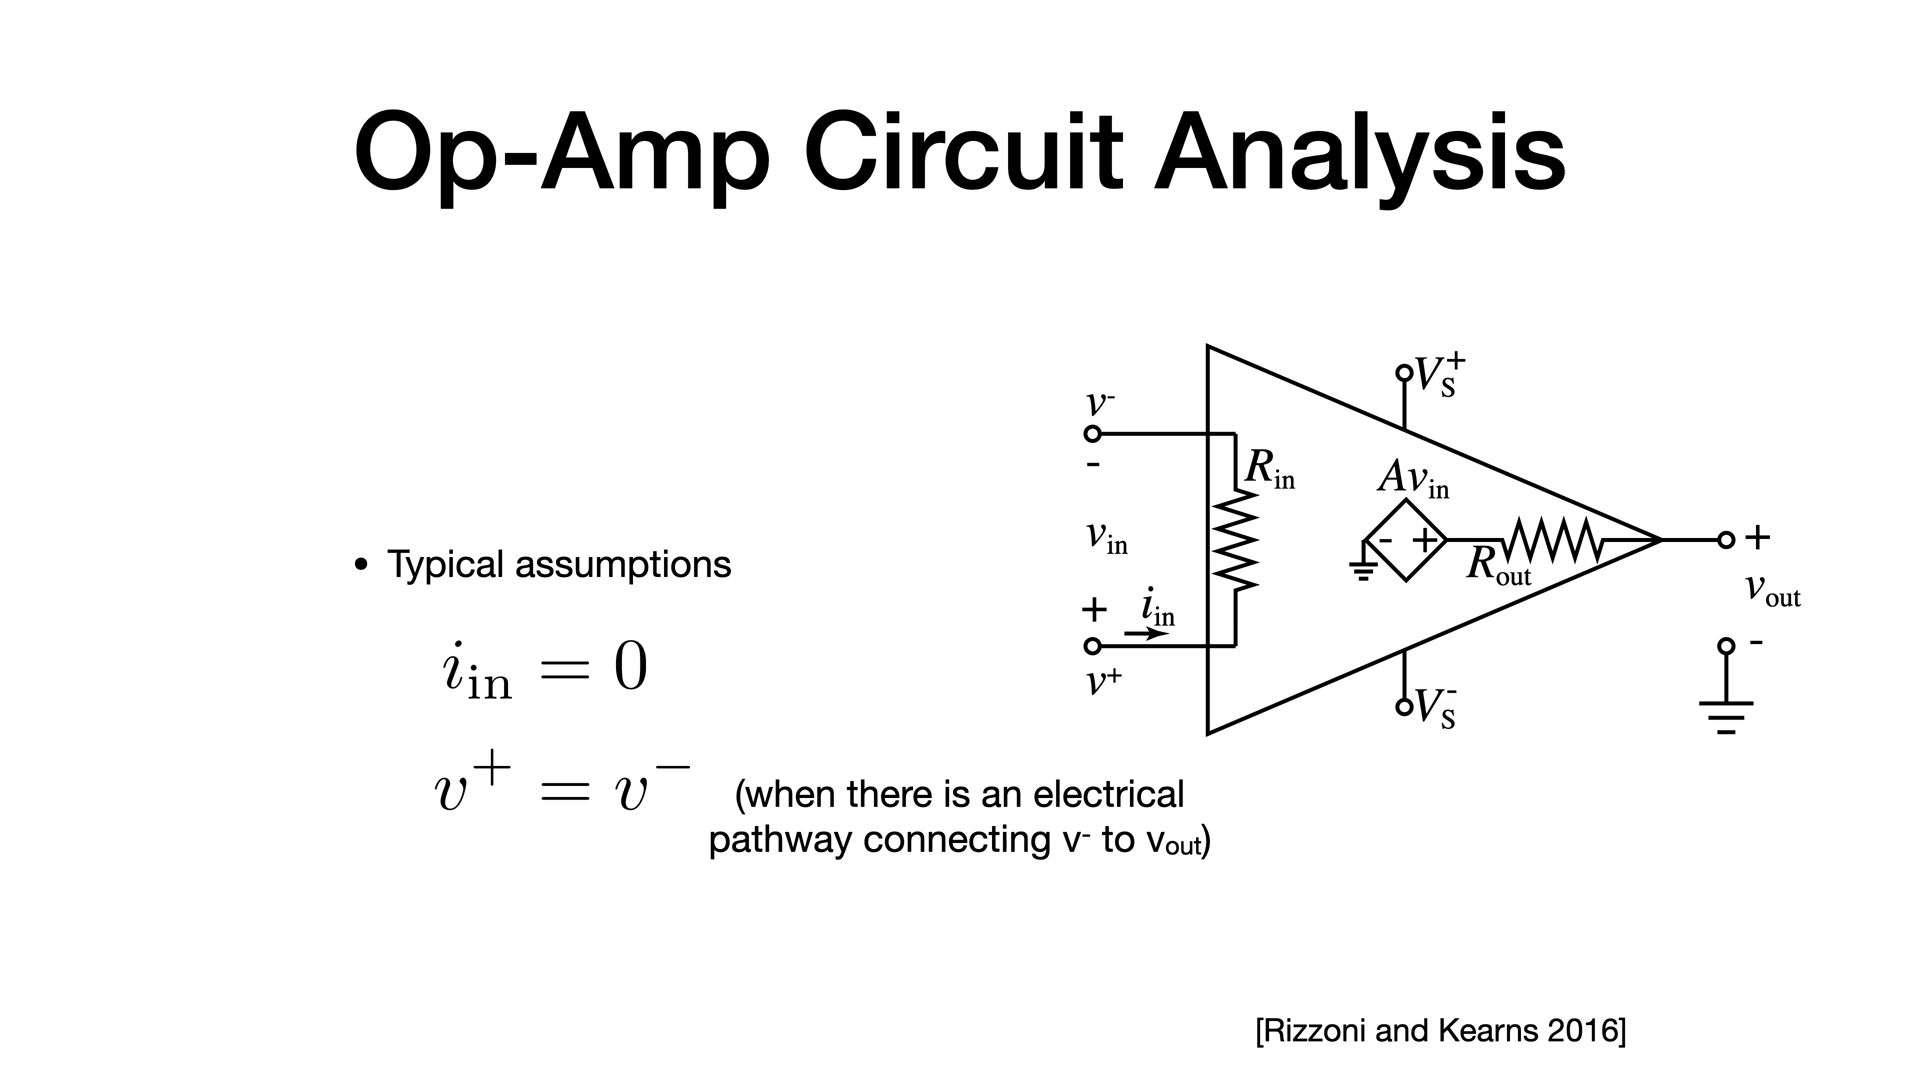 Op-Amp Circuit Analysis
• Typical assumptions
i_in = 0
v⁺ = v⁻
(when there is an electrical
pathway connecting v⁻ to v_out)
v⁻
-
v_in
+
i_in
v⁺
R_in
V_S⁺
Av_in
- +
R_out
V_S⁻
+
v_out
-
[Rizzoni and Kearns 2016]